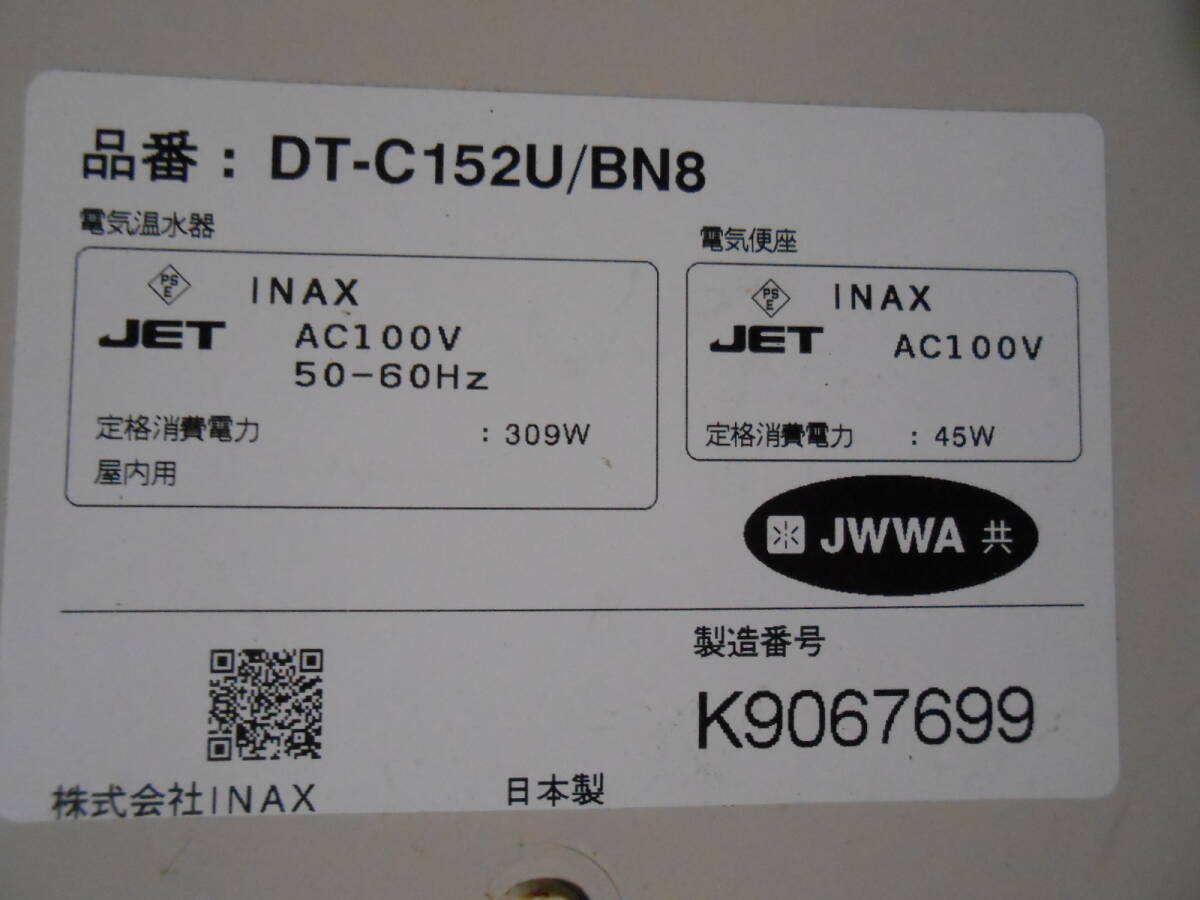 品番：DT-C152U/BN8
電気温水器
PS
E
INAX
JET
AC100V
50-60Hz
定格消費電力 : 309W
屋内用
電気便座
PS
E
INAX
JET
AC100V
定格消費電力 : 45W
JWWA 共
製造番号
K9067699
株式会社INAX
日本製